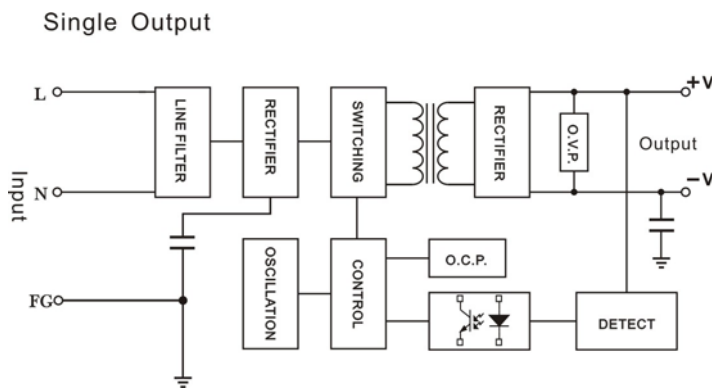 Single Output
L
N
FG
Input
LINE FILTER
RECTIFIER
SWITCHING
RECTIFIER
O.V.P.
+V
Output
−V
OSCILLATION
CONTROL
O.C.P.
DETECT